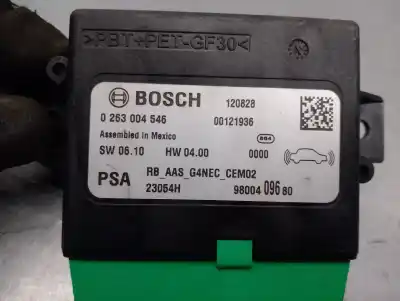 >PBT+PET-GF30<
BOSCH 120828
0 263 004 546 00121936
Assembled in Mexico 864
SW 06.10 HW 04.00 0000
PSA RB_AAS_G4NEC_CEM02
23054H 98004 096 80